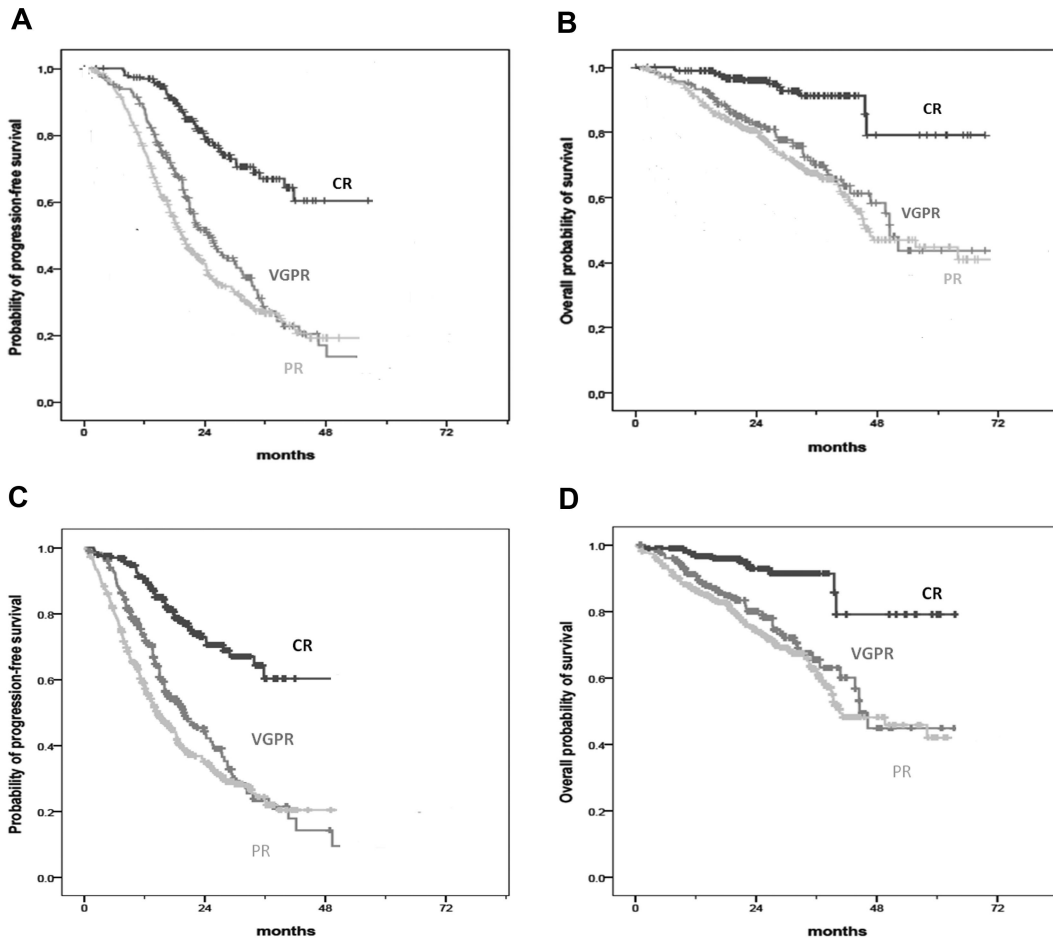 A
Probability of progression-free survival
1,0
0,8
0,6
0,4
0,2
0,0
CR
VGPR
PR
0 24 48 72
months
B
Overall probability of survival
1,0
0,8
0,6
0,4
0,2
0,0
CR
VGPR
PR
0 24 48 72
months
C
Probability of progression-free survival
1.0
0.8
0.6
0.4
0.2
0.0
CR
VGPR
PR
0 24 48 72
months
D
Overall probability of survival
1.0
0.8
0.6
0.4
0.2
0.0
CR
VGPR
PR
0 24 48 72
months